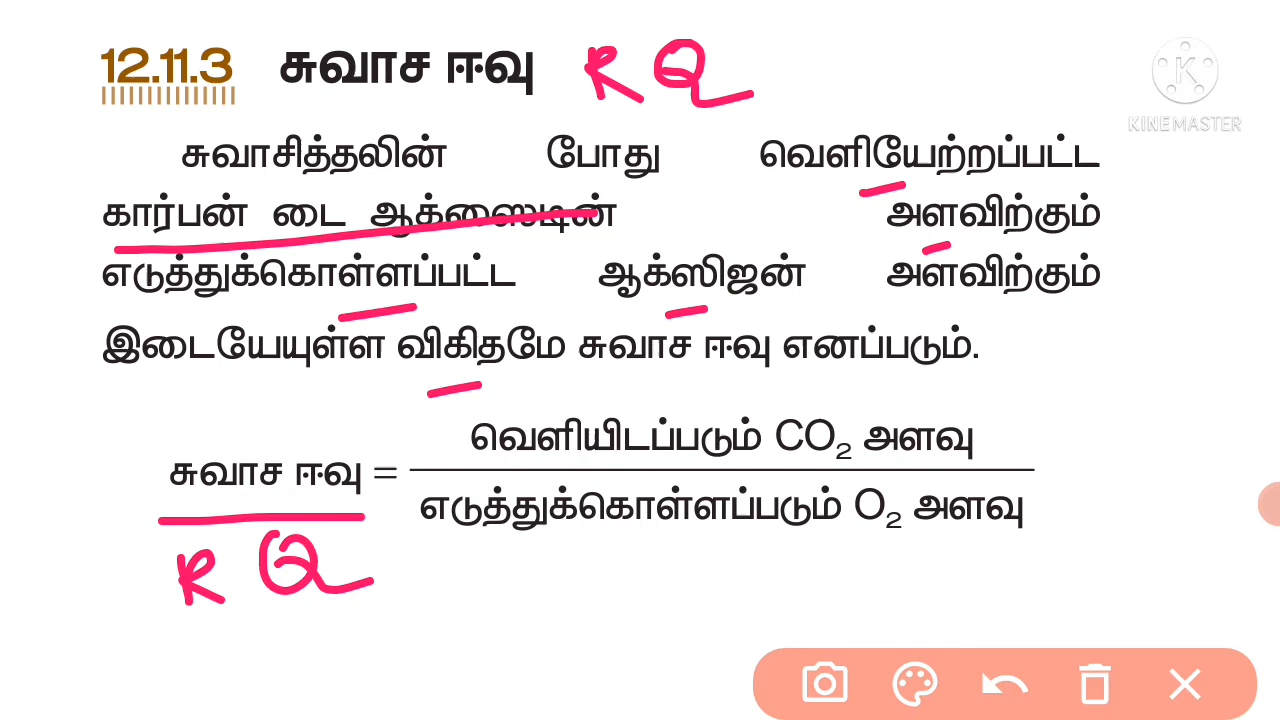 12.11.3 சுவாச ஈவு RQ
KINEMASTER
சுவாசித்தலின் போது வெளியேற்றப்பட்ட
கார்பன் டை ஆக்ஸைடின் அளவிற்கும்
எடுத்துக்கொள்ளப்பட்ட ஆக்ஸிஜன் அளவிற்கும்
இடையேயுள்ள விகிதமே சுவாச ஈவு எனப்படும்.
வெளியிடப்படும் CO₂ அளவு
சுவாச ஈவு =
எடுத்துக்கொள்ளப்படும் O₂ அளவு
RQ